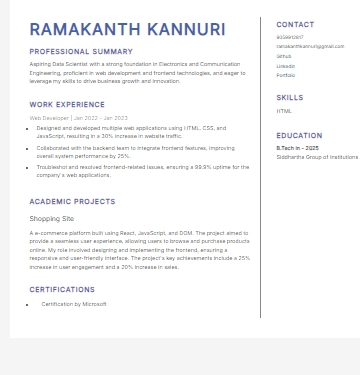 RAMAKANTH KANNURI
PROFESSIONAL SUMMARY
Aspiring Data Scientist with a strong foundation in Electronics and Communication
Engineering, proficient in web development and frontend technologies, and eager to
leverage my skills to drive business growth and innovation.
WORK EXPERIENCE
Web Developer | Jan 2022 - Jan 2023
Designed and developed multiple web applications using HTML, CSS, and
JavaScript, resulting in a 30% increase in website traffic.
Collaborated with the backend team to integrate frontend features, improving
overall system performance by 25%.
Troubleshot and resolved frontend-related issues, ensuring a 99.9% uptime for the
company's web applications.
ACADEMIC PROJECTS
Shopping Site
A e-commerce platform built using React, JavaScript, and DOM. The project aimed to
provide a seamless user experience, allowing users to browse and purchase products
online. My role involved designing and implementing the frontend, ensuring a
responsive and user-friendly interface. The project's key achievements include a 25%
increase in user engagement and a 20% increase in sales.
CERTIFICATIONS
Certification by Microsoft
CONTACT
ramakanthkannuri@gmail.com
Github
Linkedin
Portfolio
SKILLS
HTML
EDUCATION
B.Tech in - 2025
Siddhartha Group of Institutions